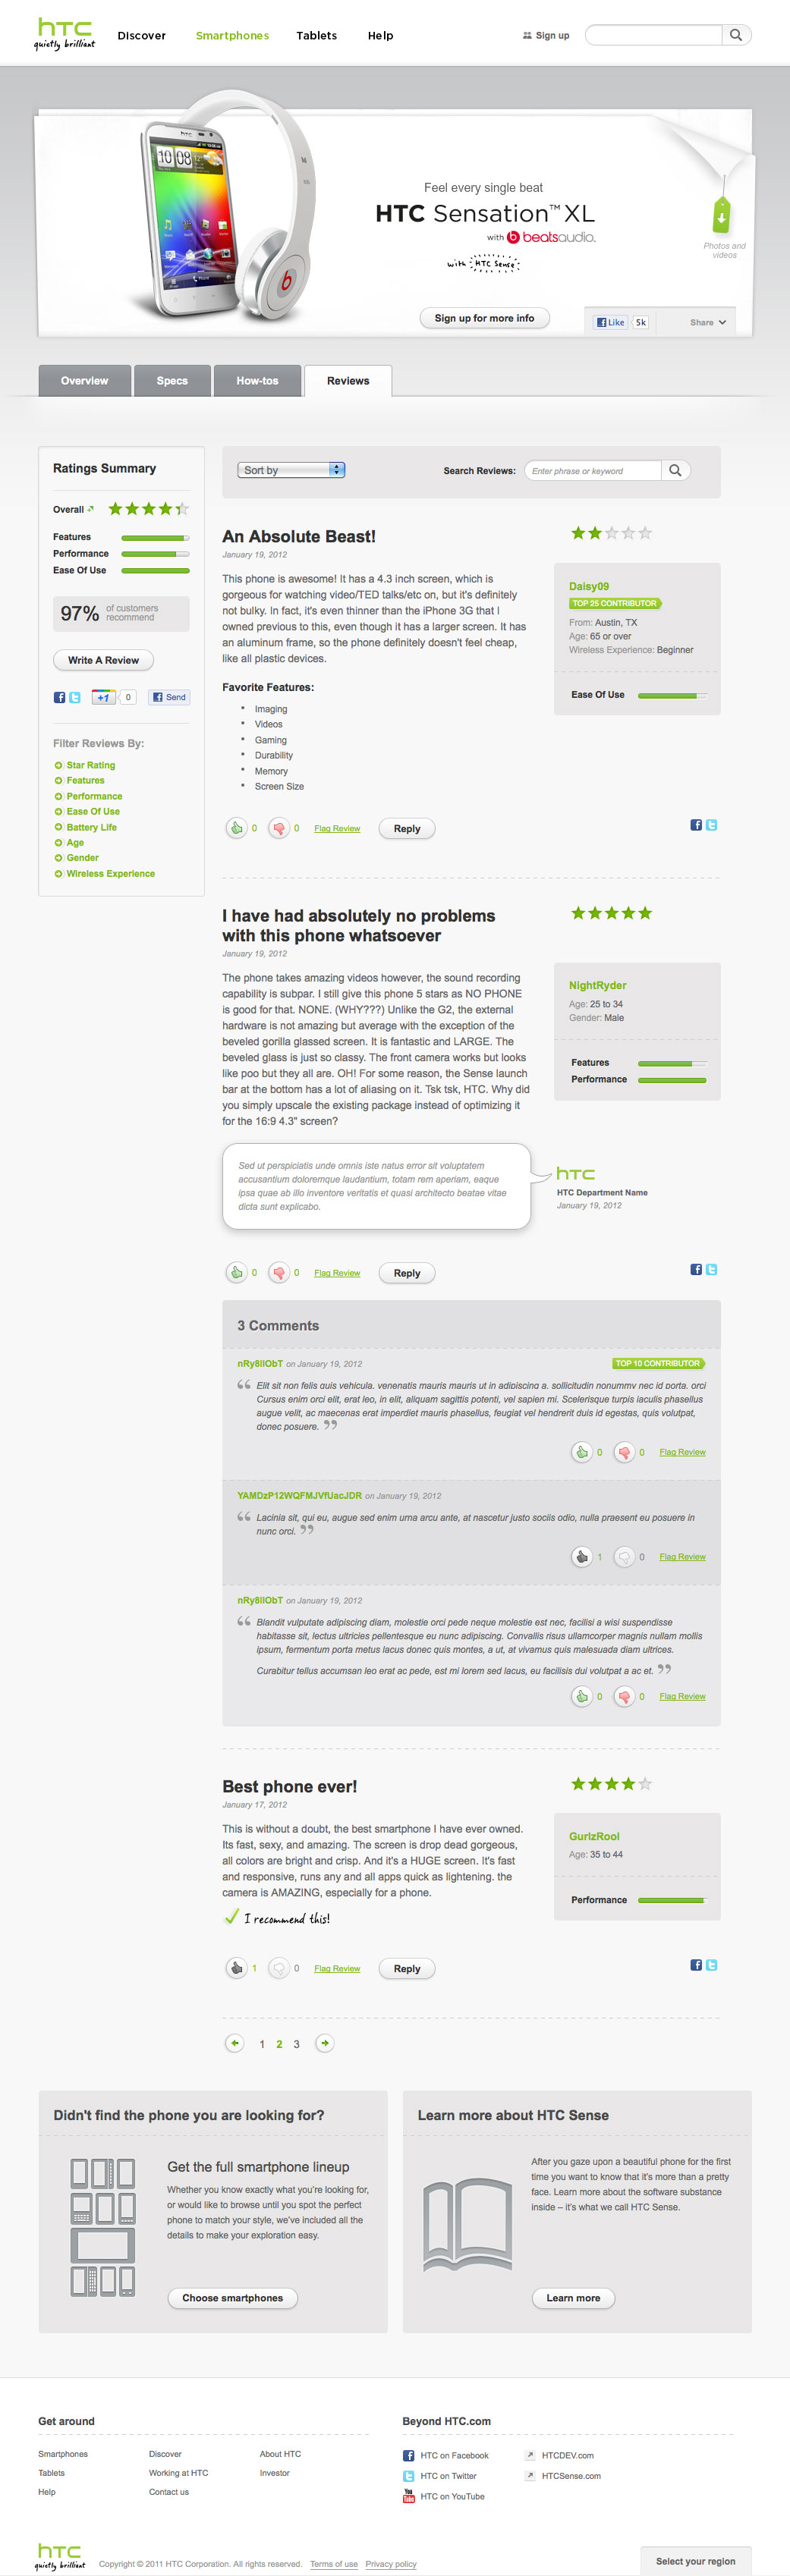 htc
quietly brilliant
Discover
Smartphones
Tablets
Help
Sign up
Feel every single beat
HTC Sensation™ XL
with b beatsaudio.
with HTC Sense
Photos and
videos
Sign up for more info
Like 5k
Share
Overview
Specs
How-tos
Reviews
Ratings Summary
Overall
Features
Performance
Ease Of Use
97% of customers
recommend
Write A Review
+1 0
Send
Filter Reviews By:
Star Rating
Features
Performance
Ease Of Use
Battery Life
Age
Gender
Wireless Experience
Sort by
Search Reviews:
Enter phrase or keyword
An Absolute Beast!
January 19, 2012
This phone is awesome! It has a 4.3 inch screen, which is
gorgeous for watching video/TED talks/etc on, but it's definitely
not bulky. In fact, it's even thinner than the iPhone 3G that I
owned previous to this, even though it has a larger screen. It has
an aluminum frame, so the phone definitely doesn't feel cheap,
like all plastic devices.
Favorite Features:
• Imaging
• Videos
• Gaming
• Durability
• Memory
• Screen Size
Daisy09
TOP 25 CONTRIBUTOR
From: Austin, TX
Age: 65 or over
Wireless Experience: Beginner
Ease Of Use
0 0 Flag Review Reply
I have had absolutely no problems
with this phone whatsoever
January 19, 2012
The phone takes amazing videos however, the sound recording
capability is subpar. I still give this phone 5 stars as NO PHONE
is good for that. NONE. (WHY???) Unlike the G2, the external
hardware is not amazing but average with the exception of the
beveled gorilla glassed screen. It is fantastic and LARGE. The
beveled glass is just so classy. The front camera works but looks
like poo but they all are. OH! For some reason, the Sense launch
bar at the bottom has a lot of aliasing on it. Tsk tsk, HTC. Why did
you simply upscale the existing package instead of optimizing it
for the 16:9 4.3" screen?
NightRyder
Age: 25 to 34
Gender: Male
Features
Performance
Sed ut perspiciatis unde omnis iste natus error sit voluptatem
accusantium doloremque laudantium, totam rem aperiam, eaque
ipsa quae ab illo inventore veritatis et quasi architecto beatae vitae
dicta sunt explicabo.
htc
HTC Department Name
January 19, 2012
0 0 Flag Review Reply
3 Comments
nRy8IIObT on January 19, 2012
TOP 10 CONTRIBUTOR
“ Elit sit non felis quis vehicula, venenatis mauris mauris ut in adipiscing a, sollicitudin nonummy nec id porta, orci
Cursus enim orci elit, erat leo, in elit, aliquam sagittis potenti, vel sapien mi. Scelerisque turpis iaculis phasellus
augue velit, ac maecenas erat imperdiet mauris phasellus, feugiat vel hendrerit duis id egestas, quis volutpat,
donec posuere. ”
0 0 Flag Review
YAMDzP12WQFMJVfUacJDR on January 19, 2012
“ Lacinia sit, qui eu, augue sed enim urna arcu ante, at nascetur justo sociis odio, nulla praesent eu posuere in
nunc orci. ”
1 0 Flag Review
nRy8IIObT on January 19, 2012
“ Blandit vulputate adipiscing diam, molestie orci pede neque molestie est nec, facilisi a wisi suspendisse
habitasse sit, lectus ultricies pellentesque eu nunc adipiscing. Convallis risus ullamcorper magnis nullam mollis
ipsum, fermentum porta metus lacus donec quis montes, a ut, at vivamus quis malesuada diam ultrices.
Curabitur tellus accumsan leo erat ac pede, est mi lorem sed lacus, eu facilisis dui volutpat a ac et. ”
0 0 Flag Review
Best phone ever!
January 17, 2012
This is without a doubt, the best smartphone I have ever owned.
Its fast, sexy, and amazing. The screen is drop dead gorgeous,
all colors are bright and crisp. And it's a HUGE screen. It's fast
and responsive, runs any and all apps quick as lightening. the
camera is AMAZING, especially for a phone.
I recommend this!
GurlzRool
Age: 35 to 44
Performance
1 0 Flag Review Reply
1 2 3
Didn't find the phone you are looking for?
Get the full smartphone lineup
Whether you know exactly what you're looking for,
or would like to browse until you spot the perfect
phone to match your style, we've included all the
details to make your exploration easy.
Choose smartphones
Learn more about HTC Sense
After you gaze upon a beautiful phone for the first
time you want to know that it's more than a pretty
face. Learn more about the software substance
inside – it's what we call HTC Sense.
Learn more
Get around
Smartphones
Tablets
Help
Discover
Working at HTC
Contact us
About HTC
Investor
Beyond HTC.com
HTC on Facebook
HTC on Twitter
HTC on YouTube
HTCDEV.com
HTCSense.com
htc
quietly brilliant
Copyright © 2011 HTC Corporation. All rights reserved. Terms of use Privacy policy
Select your region